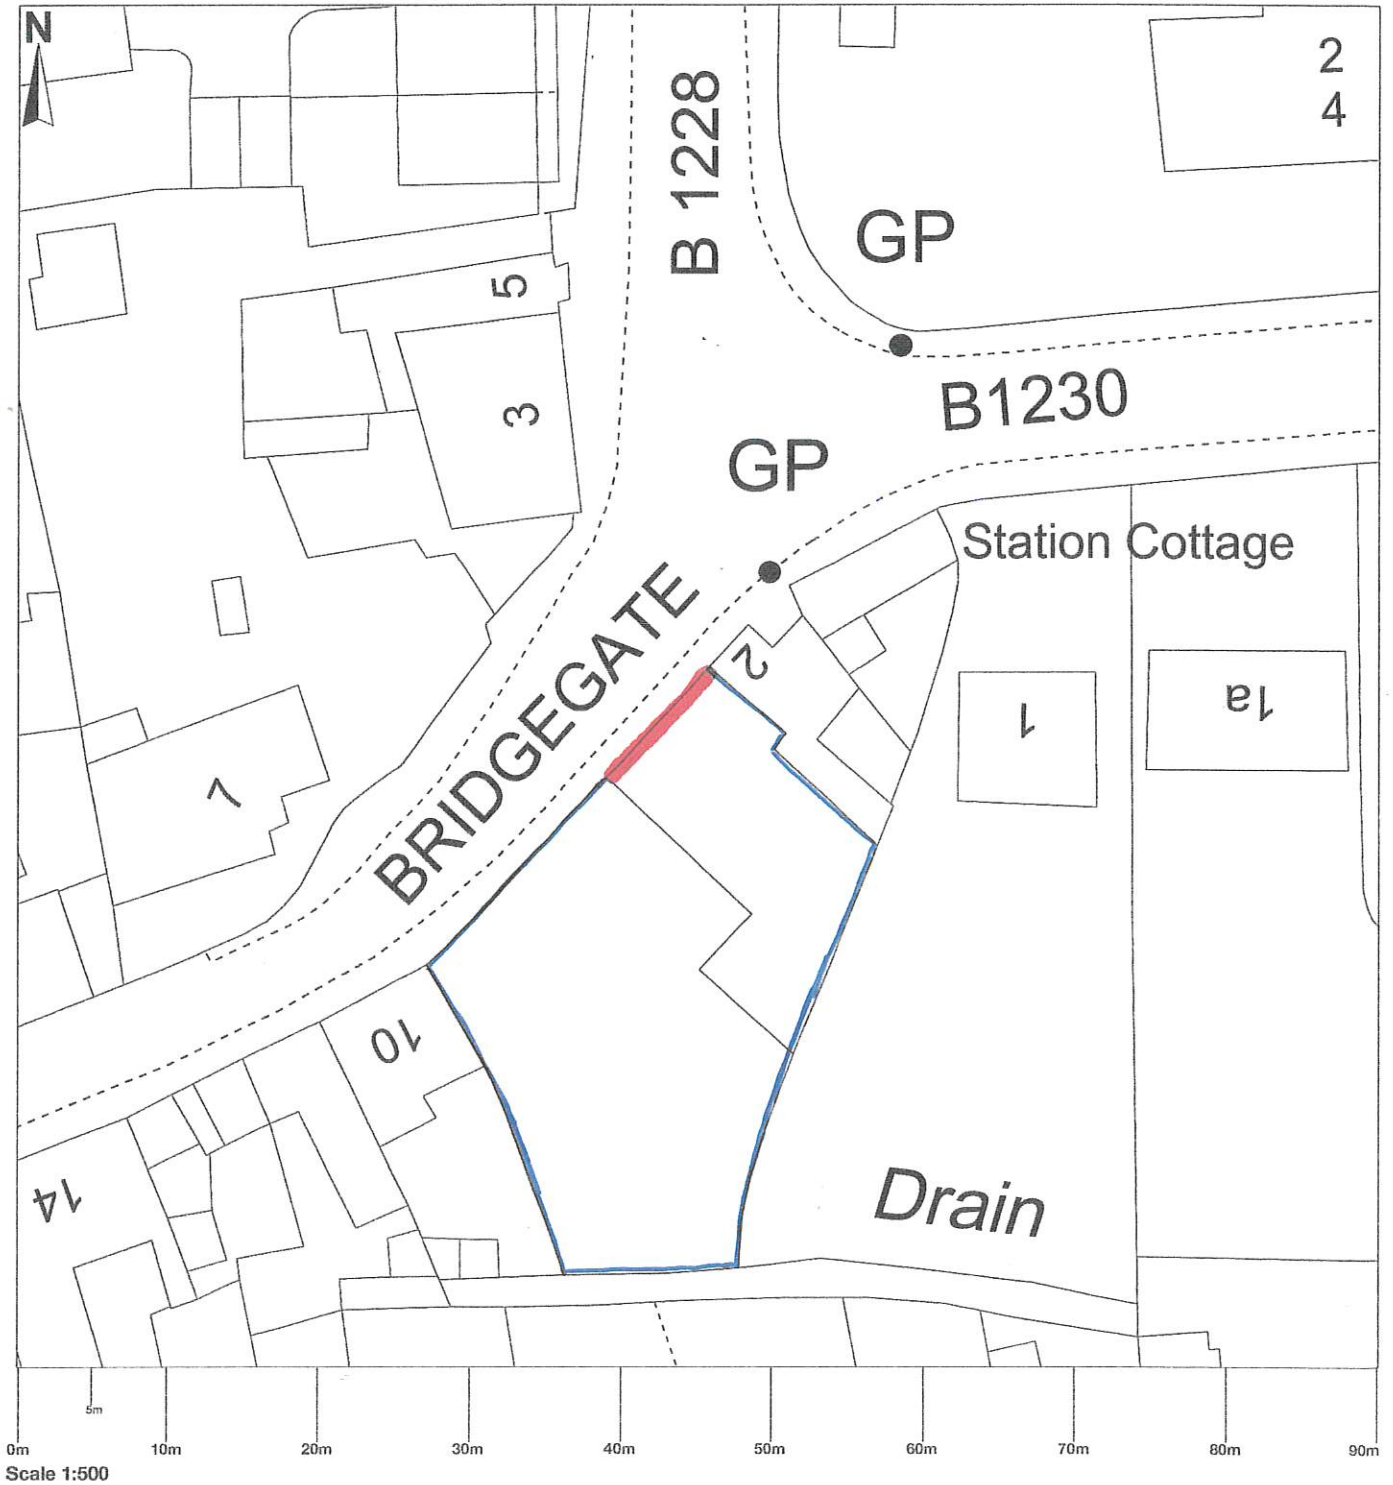 N
B 1228
2
4
GP
5
3
B1230
GP
Station Cottage
BRIDGEGATE
2
1
1a
7
10
14
Drain
5m
0m 10m 20m 30m 40m 50m 60m 70m 80m 90m
Scale 1:500